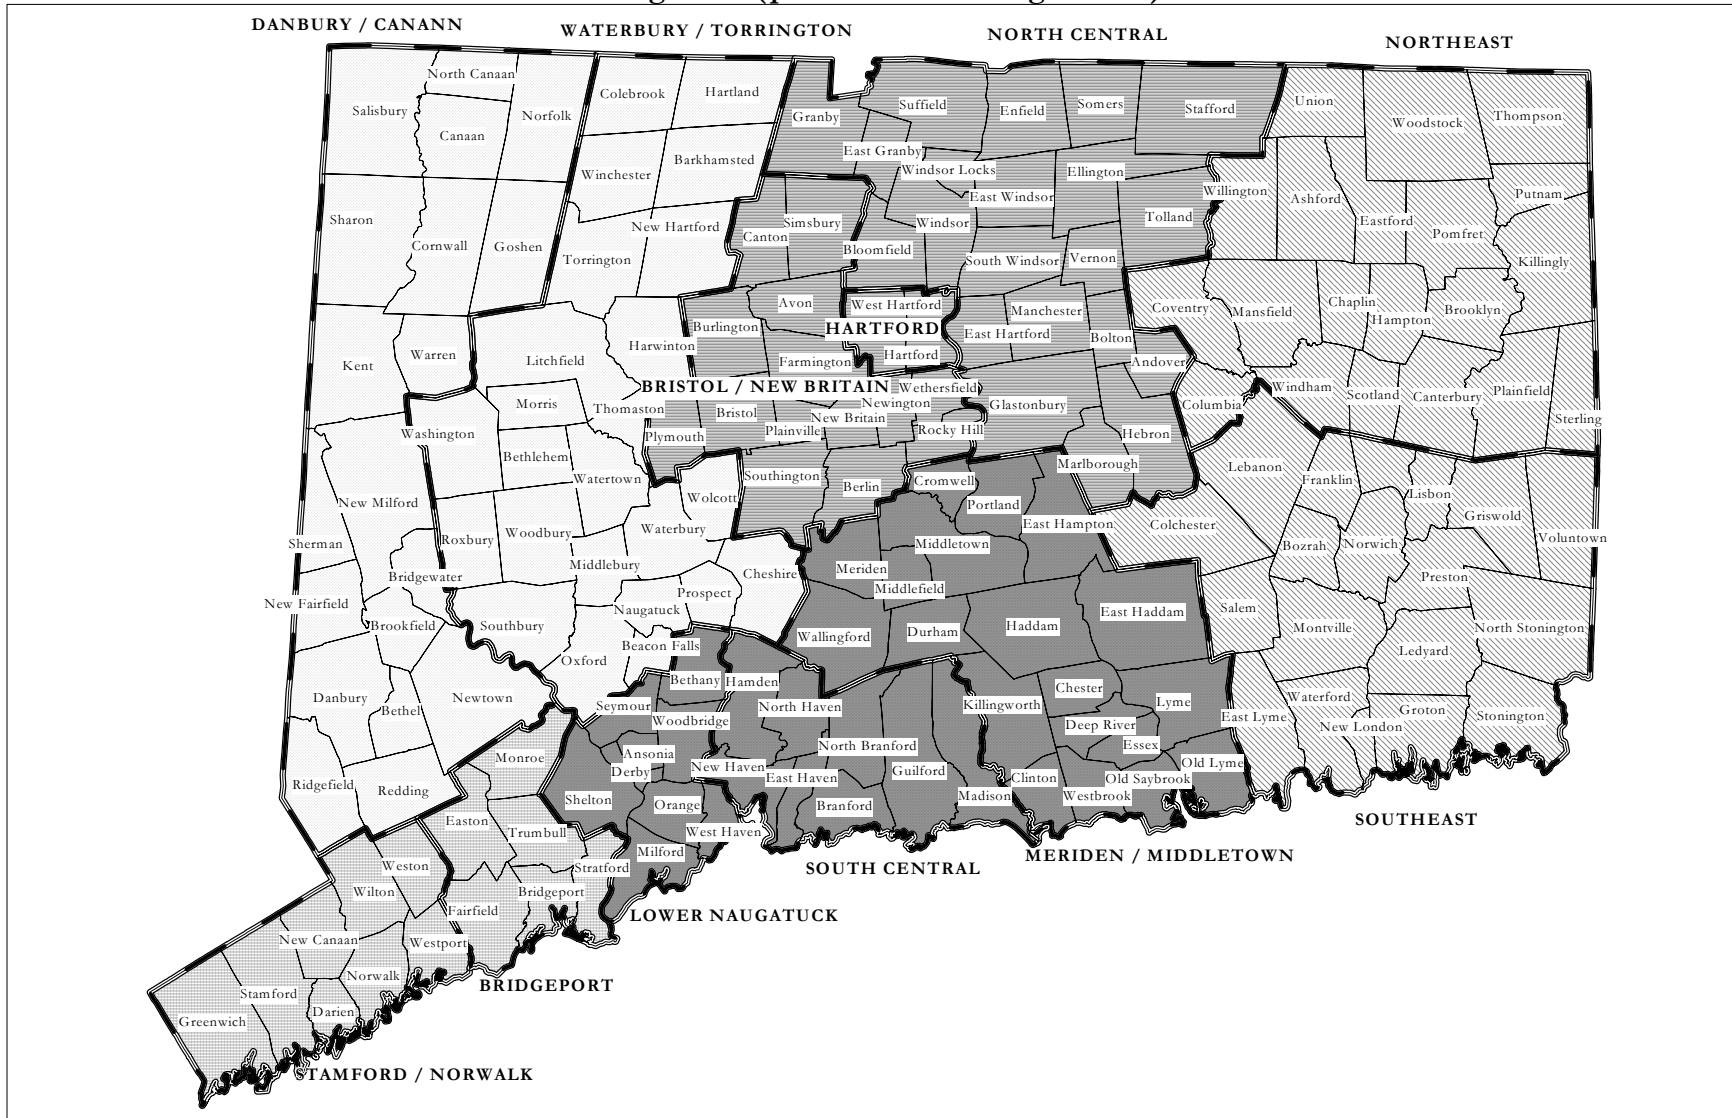 DANBURY / CANANN
WATERBURY / TORRINGTON
NORTH CENTRAL
NORTHEAST
North Canaan
Salisbury
Canaan
Norfolk
Colebrook
Hartland
Granby
Suffield
Enfield
Somers
Stafford
Union
Woodstock
Thompson
East Granby
Windsor Locks
Barkhamsted
Winchester
East Windsor
Ellington
Willington
Ashford
Eastford
Putnam
Sharon
Cornwall
Goshen
New Hartford
Torrington
Canton
Simsbury
Bloomfield
Windsor
South Windsor
Vernon
Tolland
Pomfret
Killingly
Avon
West Hartford
Burlington
HARTFORD
Hartford
East Hartford
Manchester
Bolton
Andover
Coventry
Mansfield
Chaplin
Hampton
Brooklyn
Kent
Warren
Litchfield
Harwinton
Farmington
BRISTOL / NEW BRITAIN
Wethersfield
Newington
Morris
Thomaston
Bristol
New Britain
Plainville
Plymouth
Rocky Hill
Glastonbury
Hebron
Marlborough
Columbia
Windham
Scotland
Canterbury
Plainfield
Sterling
Washington
Bethlehem
Watertown
Wolcott
Southington
Berlin
Cromwell
Portland
East Hampton
Colchester
Lebanon
Franklin
Lisbon
Griswold
Voluntown
New Milford
Roxbury
Woodbury
Waterbury
Middlebury
Sherman
Bridgewater
Cheshire
Meriden
Middletown
Middlefield
Bozrah
Norwich
Preston
New Fairfield
Brookfield
Southbury
Naugatuck
Prospect
Wallingford
Durham
Haddam
East Haddam
Salem
Montville
North Stonington
Ledyard
Beacon Falls
Oxford
Bethany
Hamden
Danbury
Bethel
Newtown
Seymour
Woodbridge
North Haven
Killingworth
Chester
Lyme
Deep River
Essex
East Lyme
Waterford
New London
Groton
Stonington
Monroe
Ansonia
Derby
New Haven
East Haven
North Branford
Guilford
Madison
Clinton
Westbrook
Old Saybrook
Old Lyme
Ridgefield
Redding
Shelton
Orange
Branford
Easton
Trumbull
West Haven
Milford
SOUTHEAST
MERIDEN / MIDDLETOWN
SOUTH CENTRAL
Weston
Wilton
Stratford
Bridgeport
Fairfield
LOWER NAUGATUCK
New Canaan
Westport
Norwalk
BRIDGEPORT
Stamford
Darien
Greenwich
STAMFORD / NORWALK